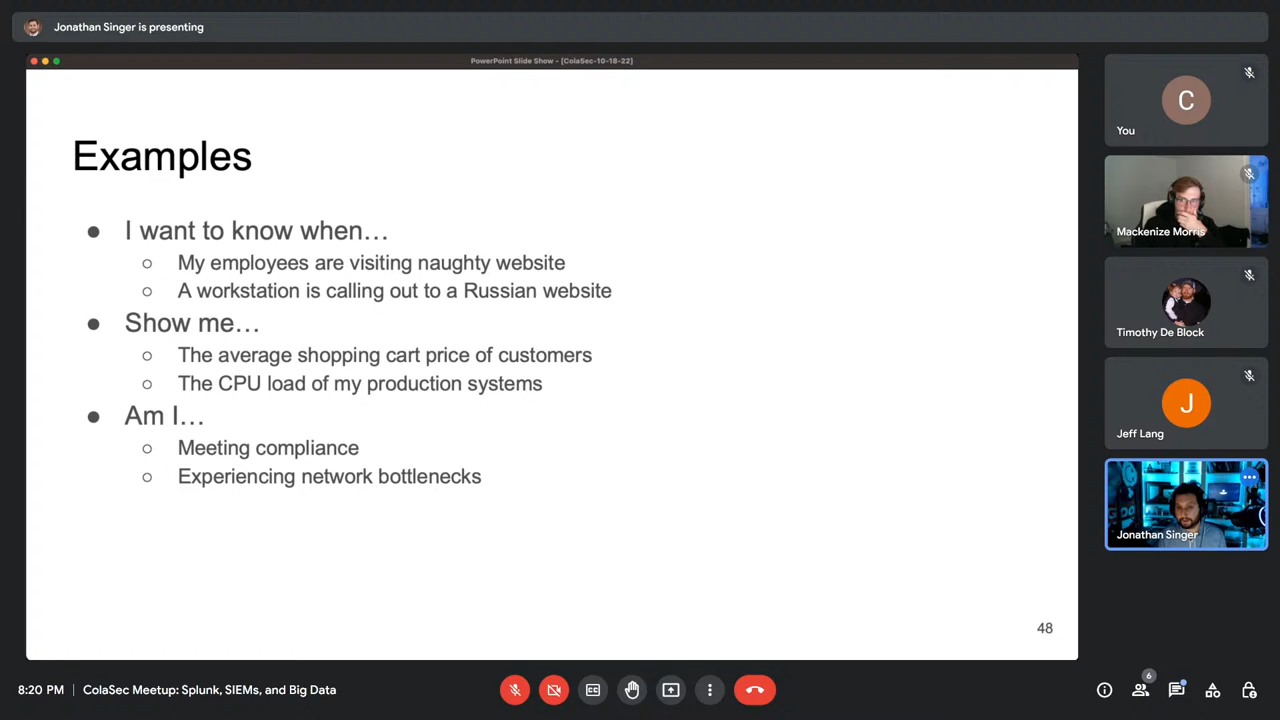 Jonathan Singer is presenting
PowerPoint Slide Show - [ColaSec-10-18-22]
Examples
● I want to know when…
○ My employees are visiting naughty website
○ A workstation is calling out to a Russian website
● Show me…
○ The average shopping cart price of customers
○ The CPU load of my production systems
● Am I…
○ Meeting compliance
○ Experiencing network bottlenecks
48
C
You
Mackenize Morris
Timothy De Block
J
Jeff Lang
Jonathan Singer
8:20 PM
ColaSec Meetup: Splunk, SIEMs, and Big Data
CC
6